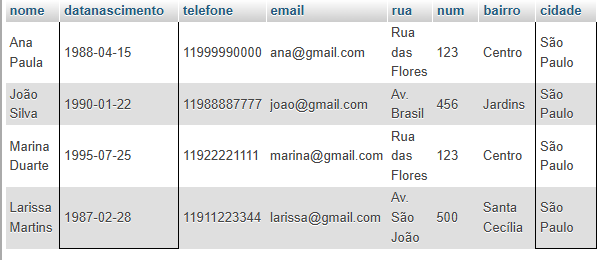 nome datanascimento telefone email rua num bairro cidade
Ana Paula 1988-04-15 11999990000 ana@gmail.com Rua das Flores 123 Centro São Paulo
João Silva 1990-01-22 11988887777 joao@gmail.com Av. Brasil 456 Jardins São Paulo
Marina Duarte 1995-07-25 11922221111 marina@gmail.com Rua das Flores 123 Centro São Paulo
Larissa Martins 1987-02-28 11911223344 larissa@gmail.com Av. São João 500 Santa Cecília São Paulo